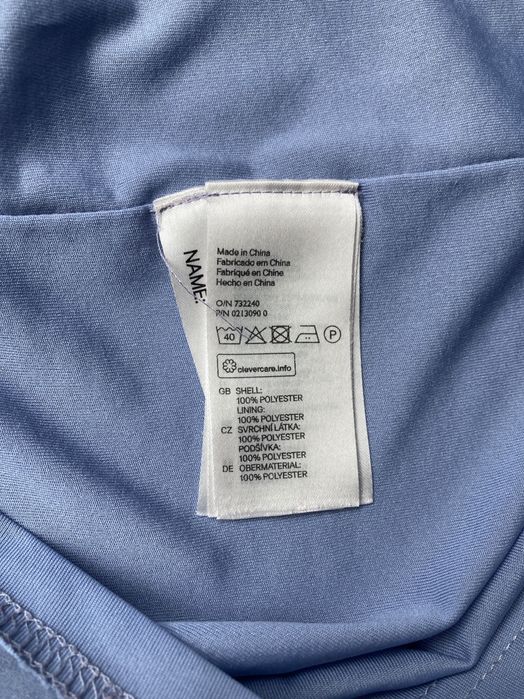 NAME:
Made in China
Fabricado em China
Fabriqué en Chine
Hecho en China
O/N 732240
P/N 0213090 0
40 P
clevercare.info
GB SHELL:
100% POLYESTER
LINING:
100% POLYESTER
CZ SVRCHNÍ LÁTKA:
100% POLYESTER
PODŠÍVKA:
100% POLYESTER
DE OBERMATERIAL:
100% POLYESTER